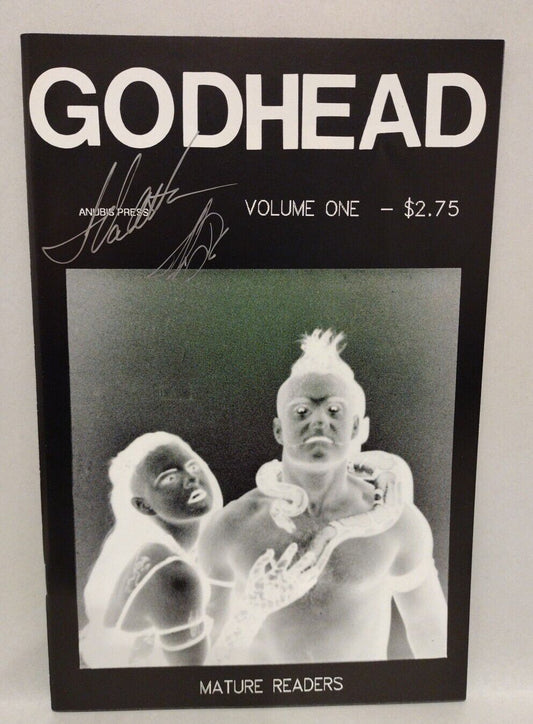 GODHEAD
ANUBIS PRESS
VOLUME ONE – $2.75
MATURE READERS